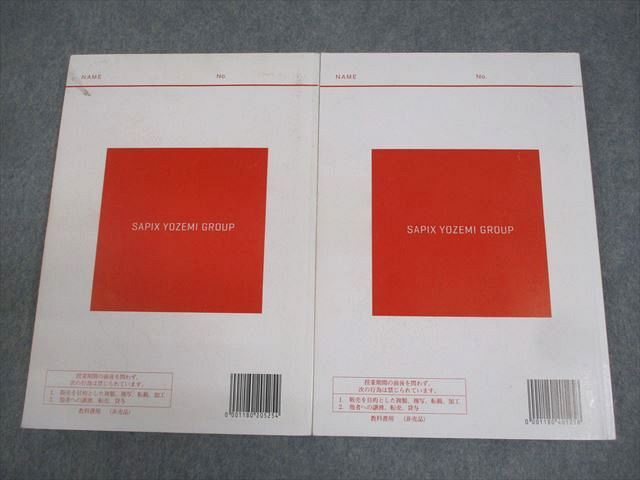 NAME No.
SAPIX YOZEMI GROUP
授業期間の前後を問わず、
次の行為は禁じられています。
1. 販売を目的とした複製、複写、転載、加工
2. 他者への譲渡、転売、貸与
教科書用 (非売品)
0 001180 205254
NAME No.
SAPIX YOZEMI GROUP
授業期間の前後を問わず、
次の行為は禁じられています。
1. 販売を目的とした複製、複写、転載、加工
2. 他者への譲渡、転売、貸与
教科書用 (非売品)